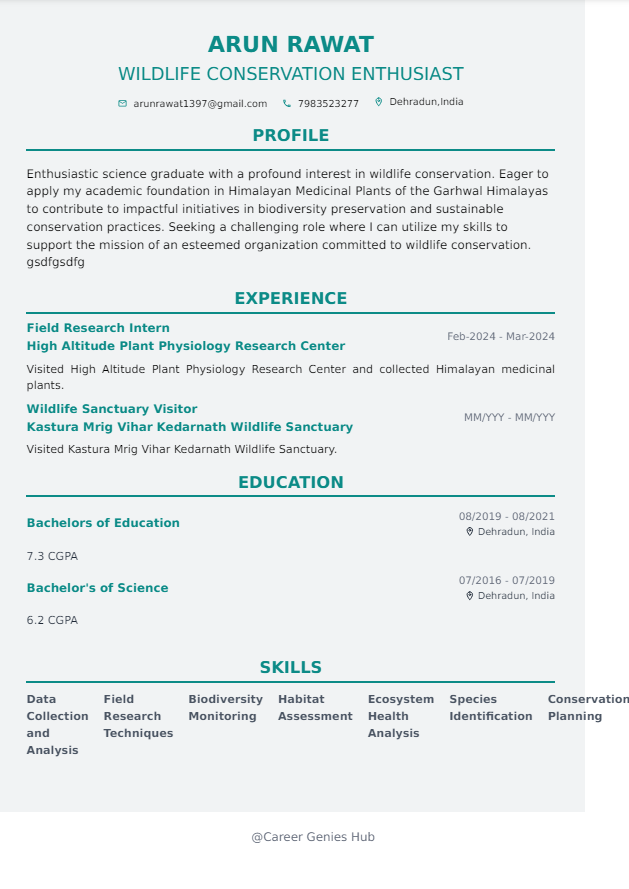 ARUN RAWAT
WILDLIFE CONSERVATION ENTHUSIAST
arunrawat1397@gmail.com 7983523277 Dehradun,India
PROFILE
Enthusiastic science graduate with a profound interest in wildlife conservation. Eager to
apply my academic foundation in Himalayan Medicinal Plants of the Garhwal Himalayas
to contribute to impactful initiatives in biodiversity preservation and sustainable
conservation practices. Seeking a challenging role where I can utilize my skills to
support the mission of an esteemed organization committed to wildlife conservation.
gsdfgsdfg
EXPERIENCE
Field Research Intern
High Altitude Plant Physiology Research Center
Feb-2024 - Mar-2024
Visited High Altitude Plant Physiology Research Center and collected Himalayan medicinal
plants.
Wildlife Sanctuary Visitor
Kastura Mrig Vihar Kedarnath Wildlife Sanctuary
MM/YYY - MM/YYY
Visited Kastura Mrig Vihar Kedarnath Wildlife Sanctuary.
EDUCATION
Bachelors of Education
08/2019 - 08/2021
Dehradun, India
7.3 CGPA
Bachelor's of Science
07/2016 - 07/2019
Dehradun, India
6.2 CGPA
SKILLS
Data
Collection
and
Analysis
Field
Research
Techniques
Biodiversity
Monitoring
Habitat
Assessment
Ecosystem
Health
Analysis
Species
Identification
Conservation
Planning
@Career Genies Hub